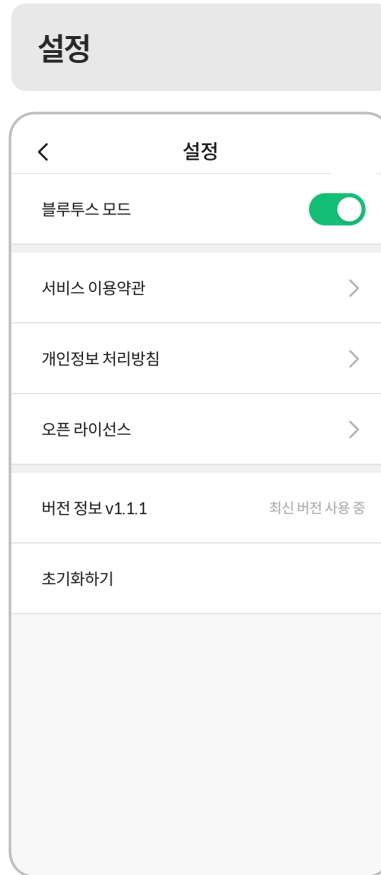 설정
설정
블루투스 모드
서비스 이용약관
개인정보 처리방침
오픈 라이선스
버전 정보 v1.1.1
최신 버전 사용 중
초기화하기